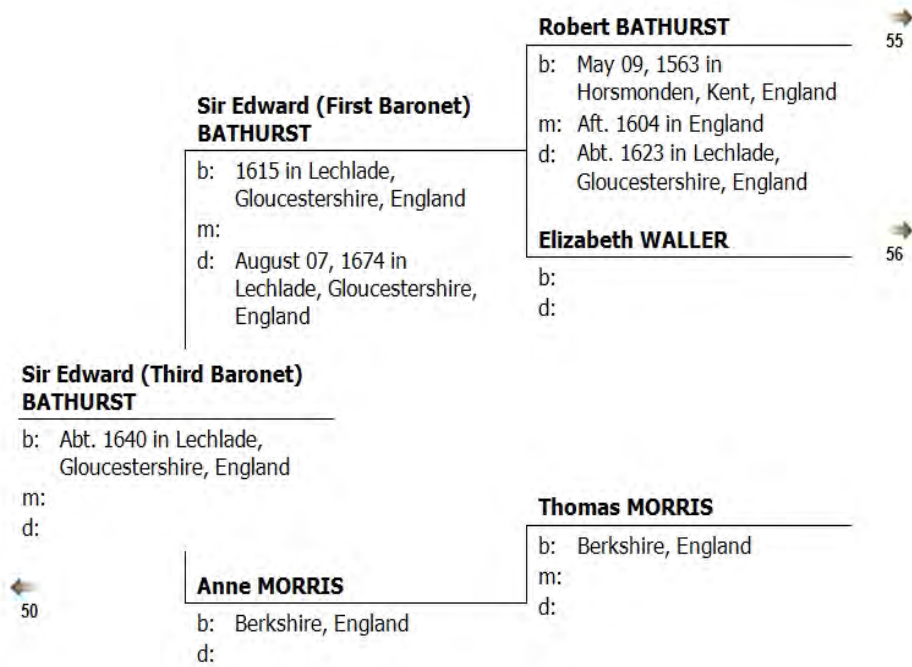 Robert BATHURST
55
b: May 09, 1563 in
Horsmonden, Kent, England
m: Aft. 1604 in England
d: Abt. 1623 in Lechlade,
Gloucestershire, England
Sir Edward (First Baronet)
BATHURST
b: 1615 in Lechlade,
Gloucestershire, England
m:
d: August 07, 1674 in
Lechlade, Gloucestershire,
England
Elizabeth WALLER
56
b:
d:
Sir Edward (Third Baronet)
BATHURST
b: Abt. 1640 in Lechlade,
Gloucestershire, England
m:
d:
Thomas MORRIS
b: Berkshire, England
m:
d:
50
Anne MORRIS
b: Berkshire, England
d: